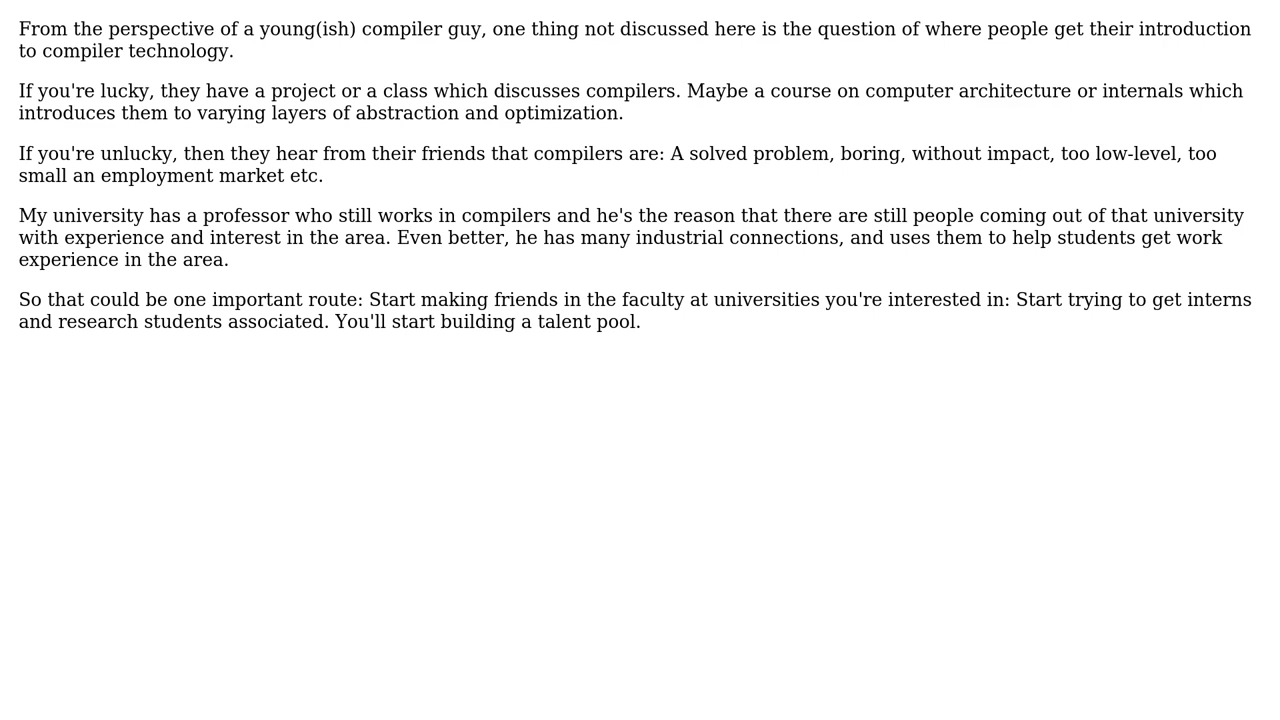 From the perspective of a young(ish) compiler guy, one thing not discussed here is the question of where people get their introduction
to compiler technology.
If you're lucky, they have a project or a class which discusses compilers. Maybe a course on computer architecture or internals which
introduces them to varying layers of abstraction and optimization.
If you're unlucky, then they hear from their friends that compilers are: A solved problem, boring, without impact, too low-level, too
small an employment market etc.
My university has a professor who still works in compilers and he's the reason that there are still people coming out of that university
with experience and interest in the area. Even better, he has many industrial connections, and uses them to help students get work
experience in the area.
So that could be one important route: Start making friends in the faculty at universities you're interested in: Start trying to get interns
and research students associated. You'll start building a talent pool.